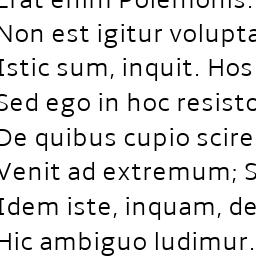 Erat enim Polemonis.
Non est igitur volupta
Istic sum, inquit. Hos
Sed ego in hoc resisto
De quibus cupio scire
Venit ad extremum; S
Idem iste, inquam, de
Hic ambiguo ludimur.